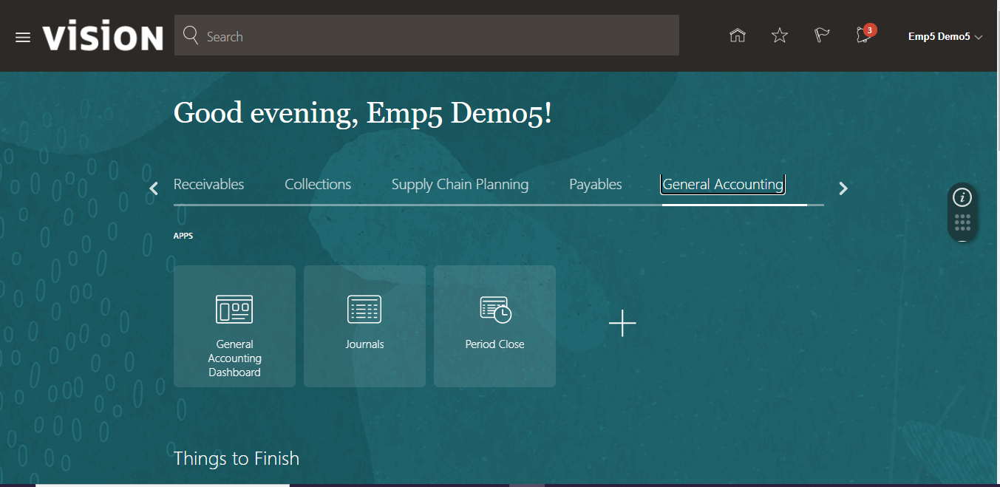 vision
Search
3
Emp5 Demo5
Good evening, Emp5 Demo5!
Receivables
Collections
Supply Chain Planning
Payables
General Accounting
APPS
General
Accounting
Dashboard
Journals
Period Close
Things to Finish